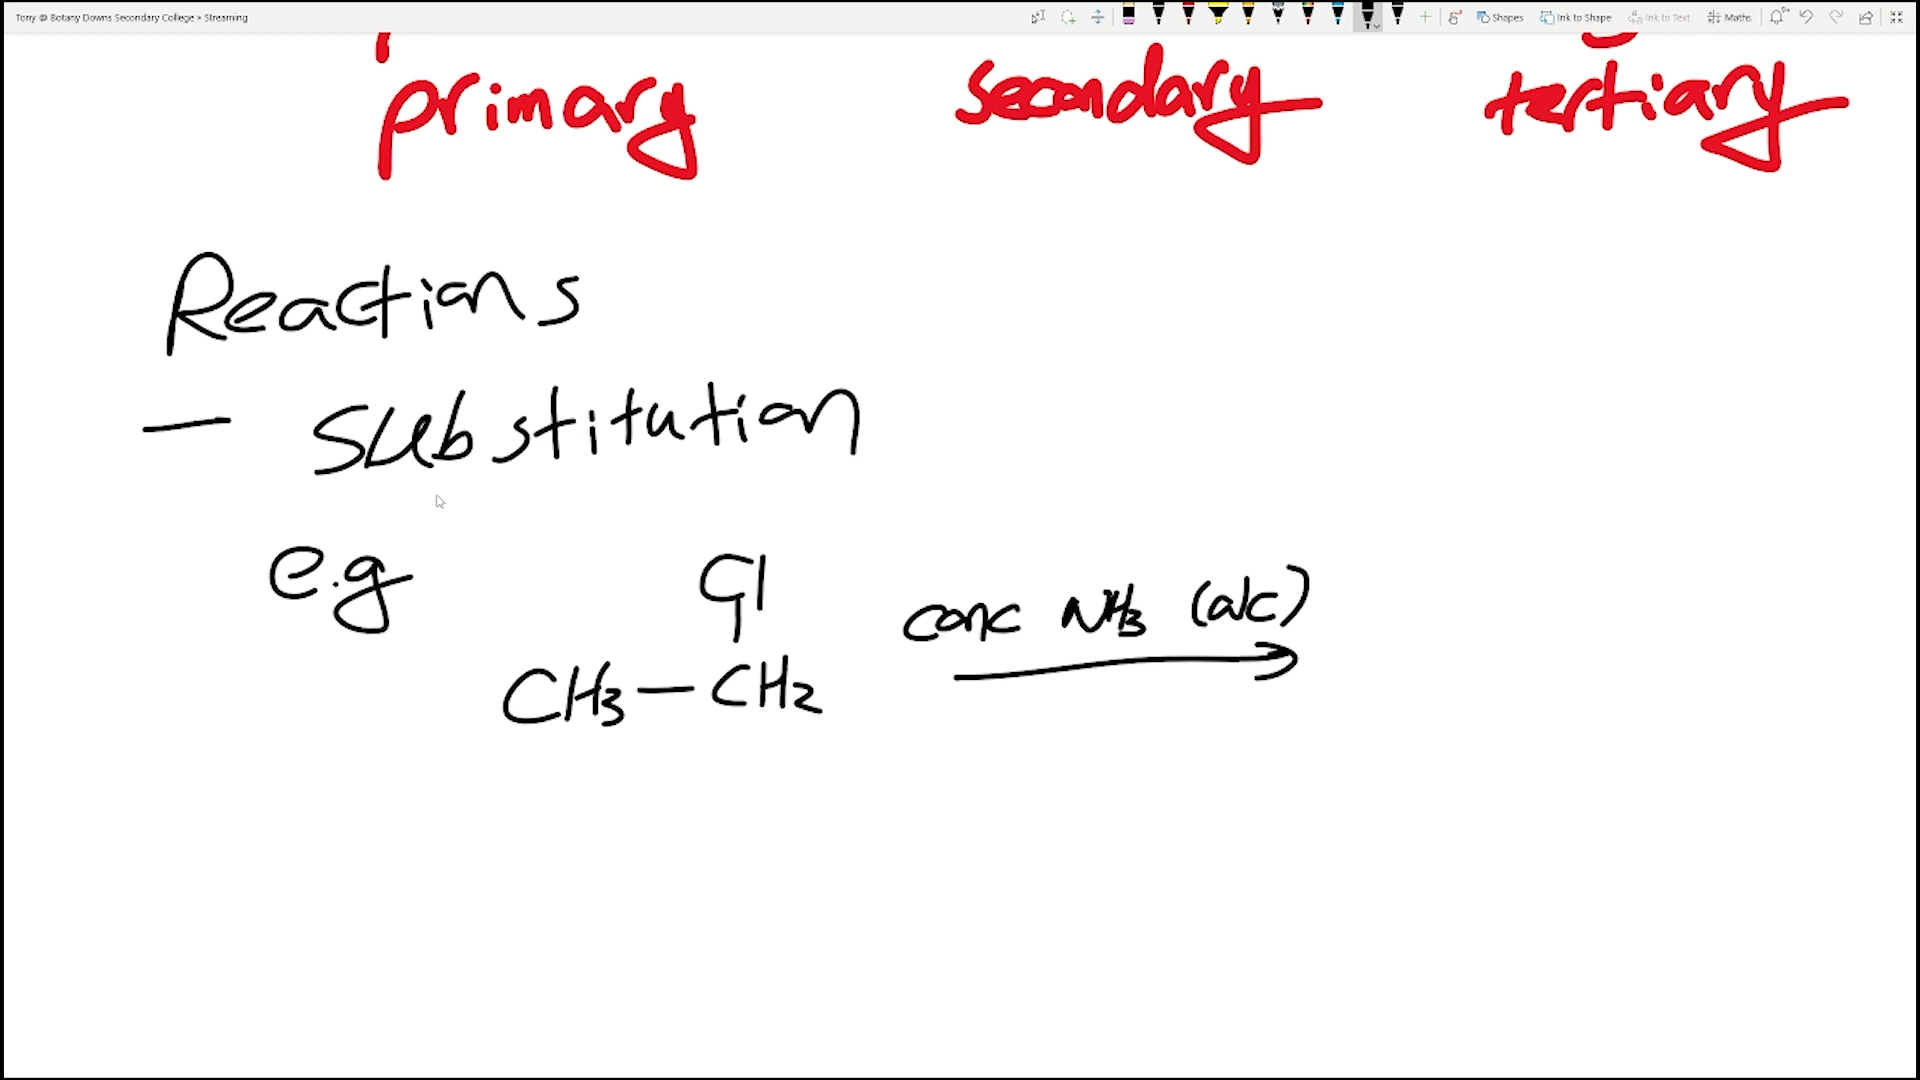 Tony @ Botany Downs Secondary College » Streaming
Shapes Ink to Shape Ink to Text Maths
primary secondary tertiary
Reactions
— Substitution
e.g
Cl
conc NH3 (alc)
CH3—CH2